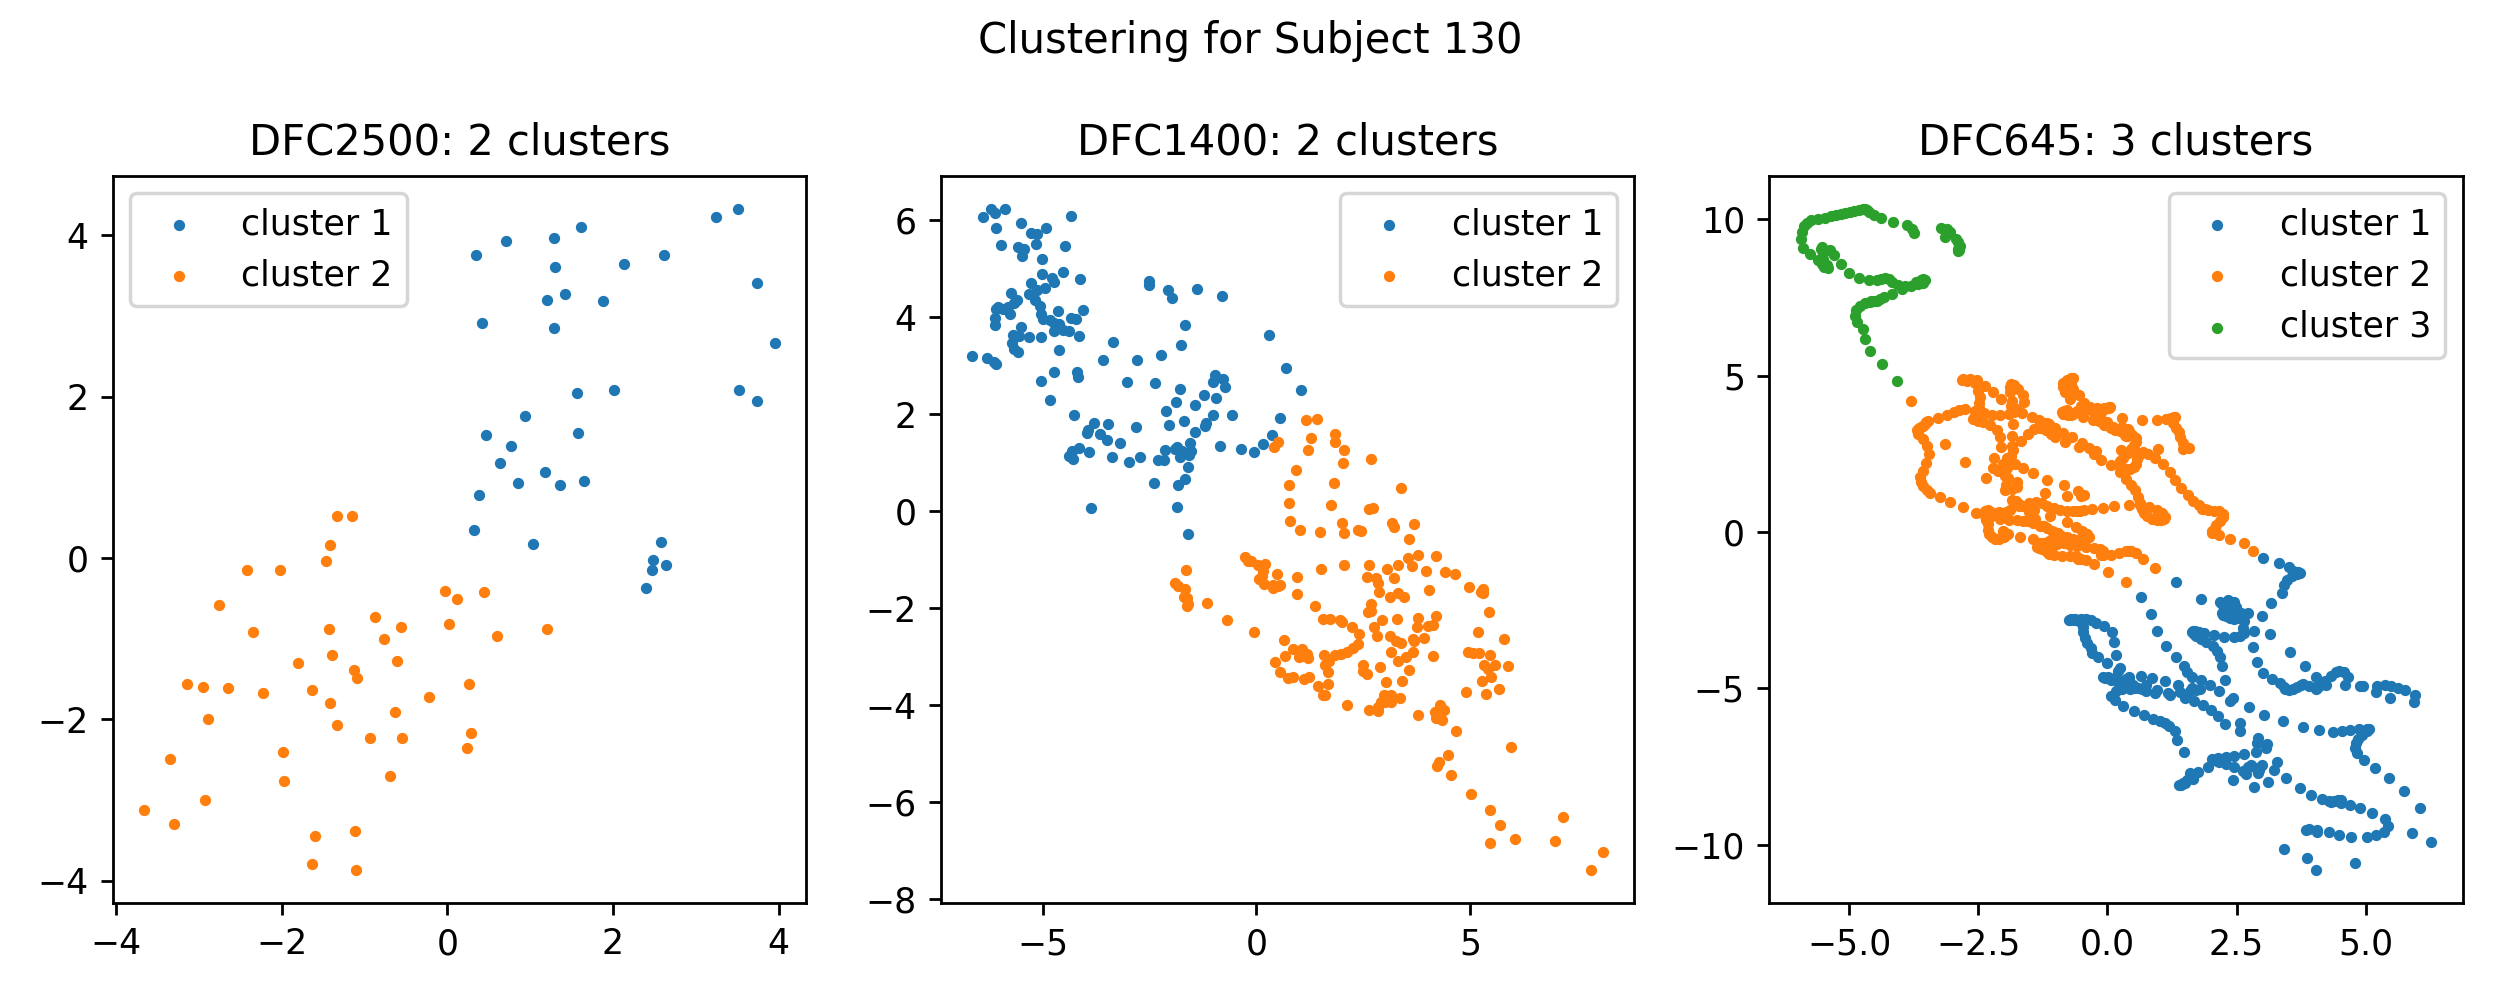 Clustering for Subject 130
DFC2500: 2 clusters
cluster 1
cluster 2
4
2
0
−2
−4
−4
−2
0
2
4
DFC1400: 2 clusters
cluster 1
cluster 2
6
4
2
0
−2
−4
−6
−8
−5
0
5
DFC645: 3 clusters
cluster 1
cluster 2
cluster 3
10
5
0
−5
−10
−5.0
−2.5
0.0
2.5
5.0